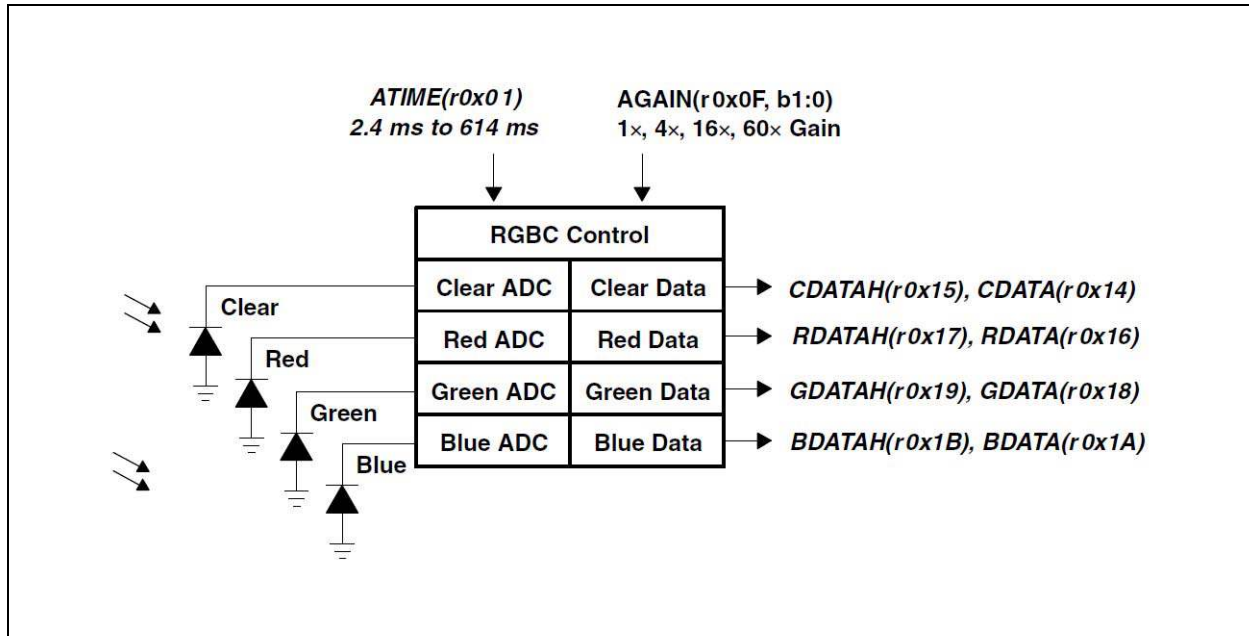 ATIME(r0x01)
2.4 ms to 614 ms
AGAIN(r0x0F, b1:0)
1×, 4×, 16×, 60× Gain
RGBC Control
Clear
Clear ADC
Clear Data
CDATAH(r0x15), CDATA(r0x14)
Red
Red ADC
Red Data
RDATAH(r0x17), RDATA(r0x16)
Green
Green ADC
Green Data
GDATAH(r0x19), GDATA(r0x18)
Blue
Blue ADC
Blue Data
BDATAH(r0x1B), BDATA(r0x1A)